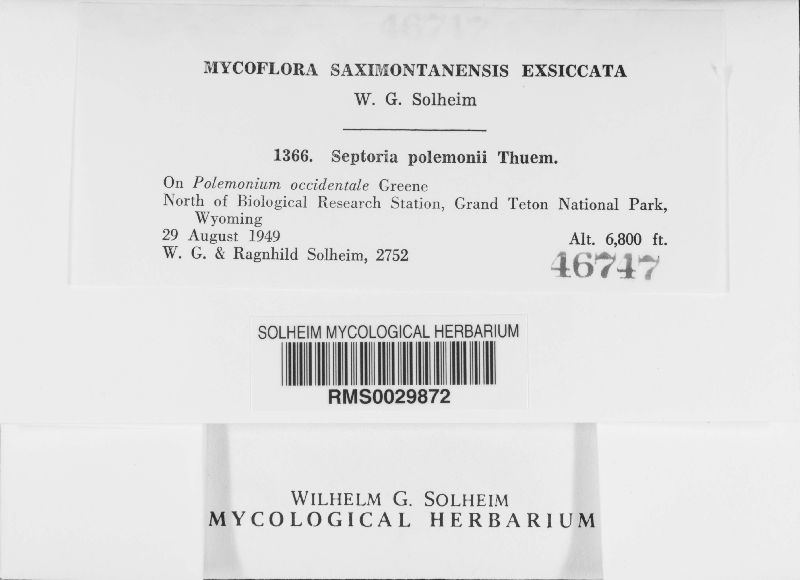 MYCOFLORA SAXIMONTANENSIS EXSICCATA
W. G. Solheim
1366. Septoria polemonii Thuem.
On Polemonium occidentale Greene
North of Biological Research Station, Grand Teton National Park,
Wyoming
29 August 1949 Alt. 6,800 ft.
W. G. & Ragnhild Solheim, 2752
46747
SOLHEIM MYCOLOGICAL HERBARIUM
RMS0029872
WILHELM G. SOLHEIM
MYCOLOGICAL HERBARIUM